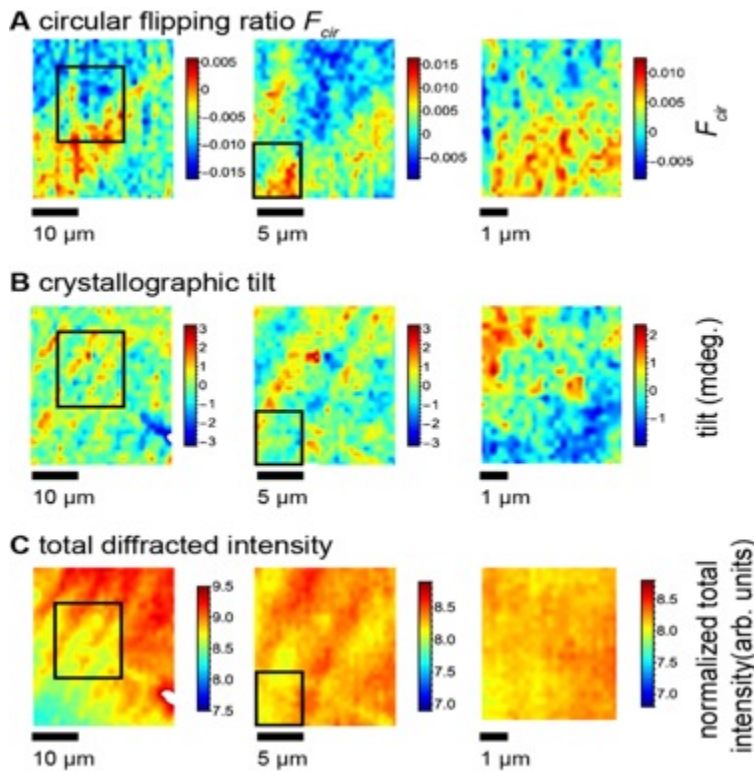 A circular flipping ratio F_cir
0.005
0
−0.005
−0.010
−0.015
10 µm
0.015
0.010
0.005
0
−0.005
5 µm
0.010
0.005
0
−0.005
F_cir
1 µm
B crystallographic tilt
3
2
1
0
−1
−2
−3
10 µm
3
2
1
0
−1
−2
−3
5 µm
2
1
0
−1
tilt (mdeg.)
1 µm
C total diffracted intensity
9.5
9.0
8.5
8.0
7.5
10 µm
8.5
8.0
7.5
7.0
5 µm
8.5
8.0
7.5
7.0
normalized total
intensity(arb. units)
1 µm